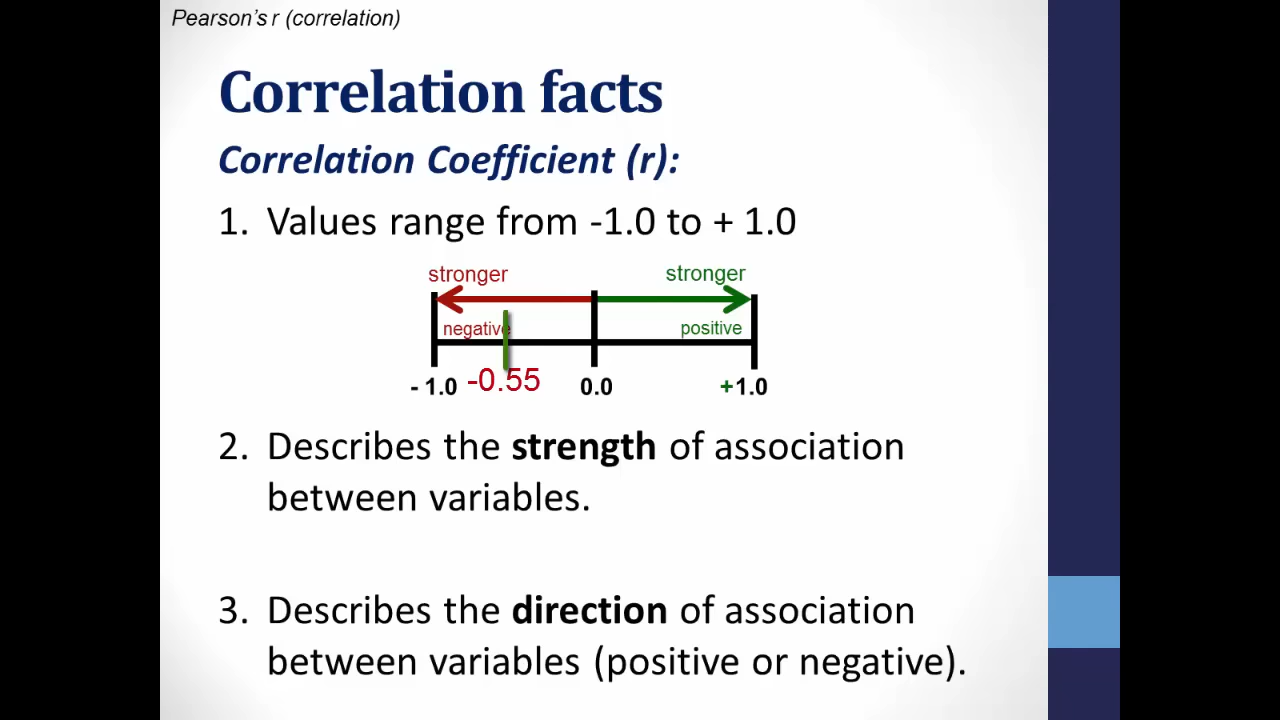 Pearson's r (correlation)
Correlation facts
Correlation Coefficient (r):
1. Values range from -1.0 to + 1.0
stronger stronger
negative positive
- 1.0 -0.55 0.0 +1.0
2. Describes the strength of association
between variables.
3. Describes the direction of association
between variables (positive or negative).